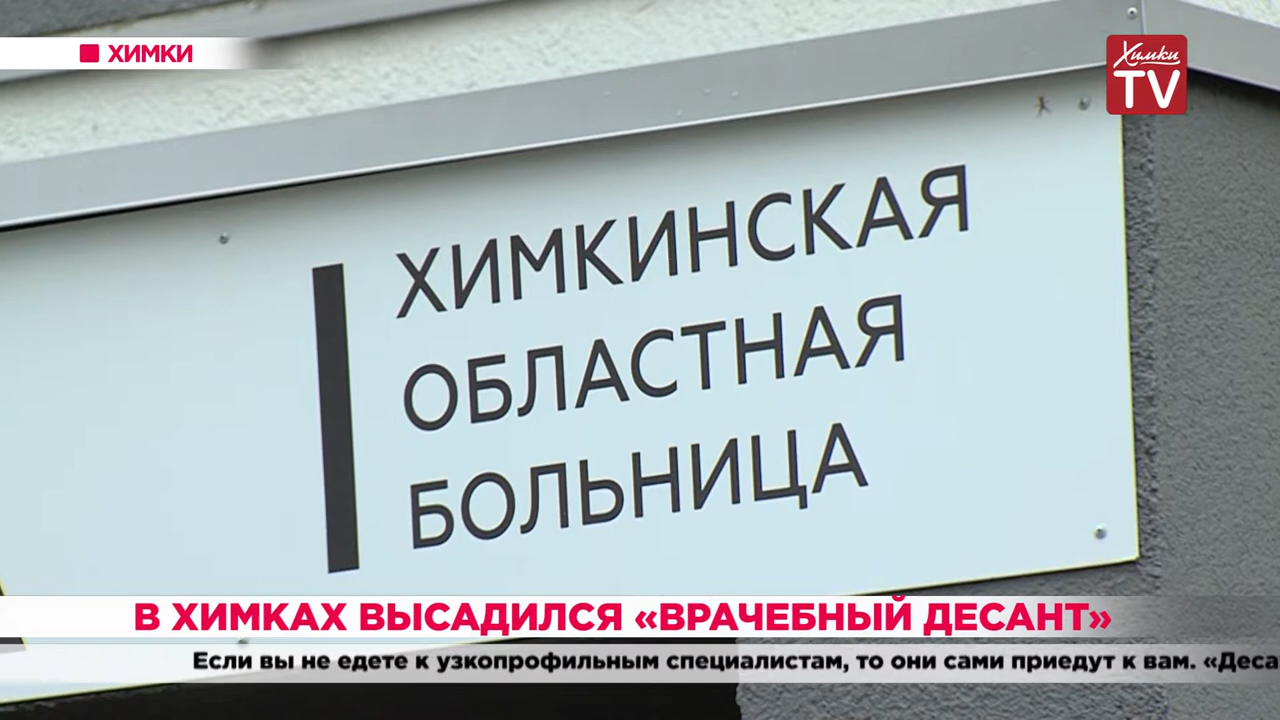 ХИМКИ
Химки
TV
ХИМКИНСКАЯ
ОБЛАСТНАЯ
БОЛЬНИЦА
В ХИМКАХ ВЫСАДИЛСЯ «ВРАЧЕБНЫЙ ДЕСАНТ»
Если вы не едете к узкопрофильным специалистам, то они сами приедут к вам. «Деса